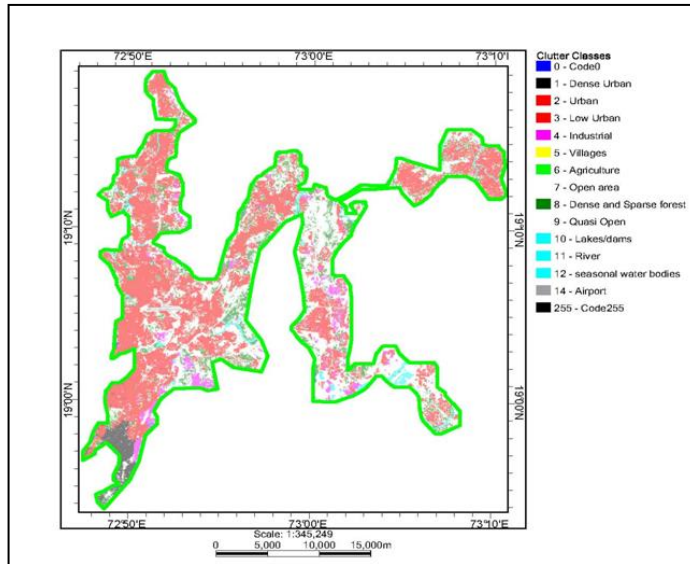 72°50'E 73°00'E 73°10'I
Clutter Classes
0 - Code0
1 - Dense Urban
2 - Urban
3 - Low Urban
4 - Industrial
5 - Villages
6 - Agriculture
7 - Open area
8 - Dense and Sparse forest
9 - Quasi Open
10 - Lakes/dams
11 - River
12 - seasonal water bodies
14 - Airport
255 - Code255
19°10'N 19°10'N
19°00'N 19°0'0"N
72°50'E 73°00'E 73°10'E
Scale: 1:345,249
0 5,000 10,000 15,000m